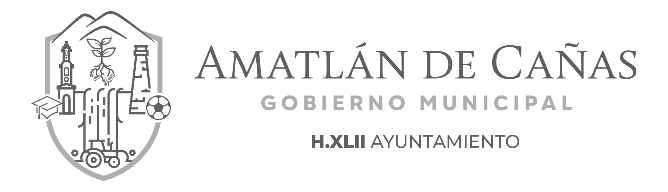 AMATLÁN DE CAÑAS
GOBIERNO MUNICIPAL
H.XLII AYUNTAMIENTO